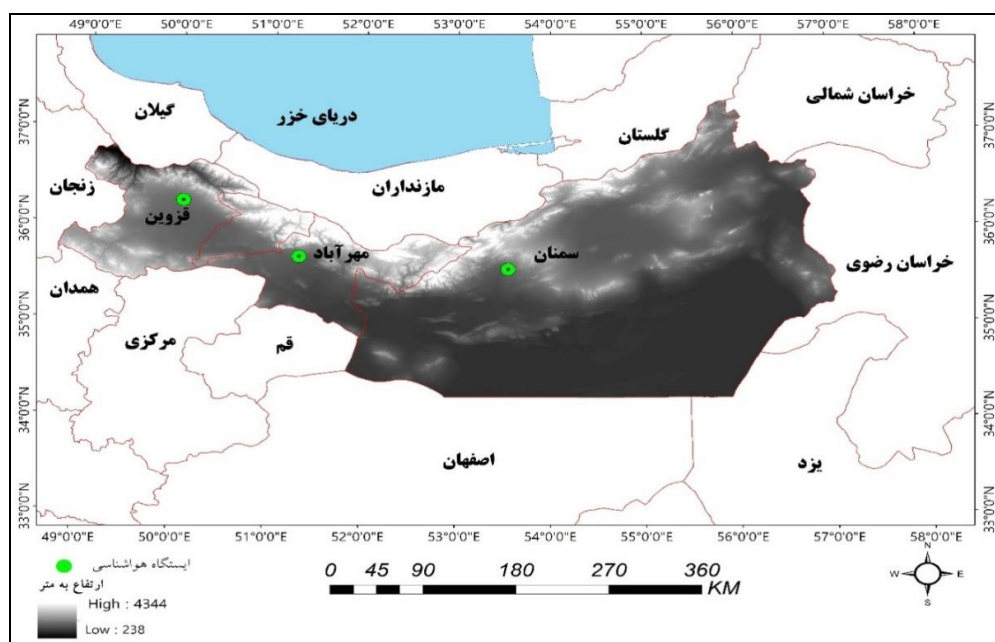 49°0'0"E 50°0'0"E 51°0'0"E 52°0'0"E 53°0'0"E 54°0'0"E 55°0'0"E 56°0'0"E 57°0'0"E 58°0'0"E
37°0'0"N
36°0'0"N
35°0'0"N
34°0'0"N
33°0'0"N
37°0'0"N
36°0'0"N
35°0'0"N
34°0'0"N
33°0'0"N
خراسان شمالی
گیلان
دریای خزر
گلستان
زنجان
مازندران
قزوین
مهرآباد
سمنان
خراسان رضوی
همدان
مرکزی
قم
اصفهان
یزد
49°0'0"E 50°0'0"E 51°0'0"E 52°0'0"E 53°0'0"E 54°0'0"E 55°0'0"E 56°0'0"E 57°0'0"E 58°0'0"E
ایستگاه هواشناسی
ارتفاع به متر
High : 4344
Low : 238
0 45 90 180 270 360
KM
N
W E
S